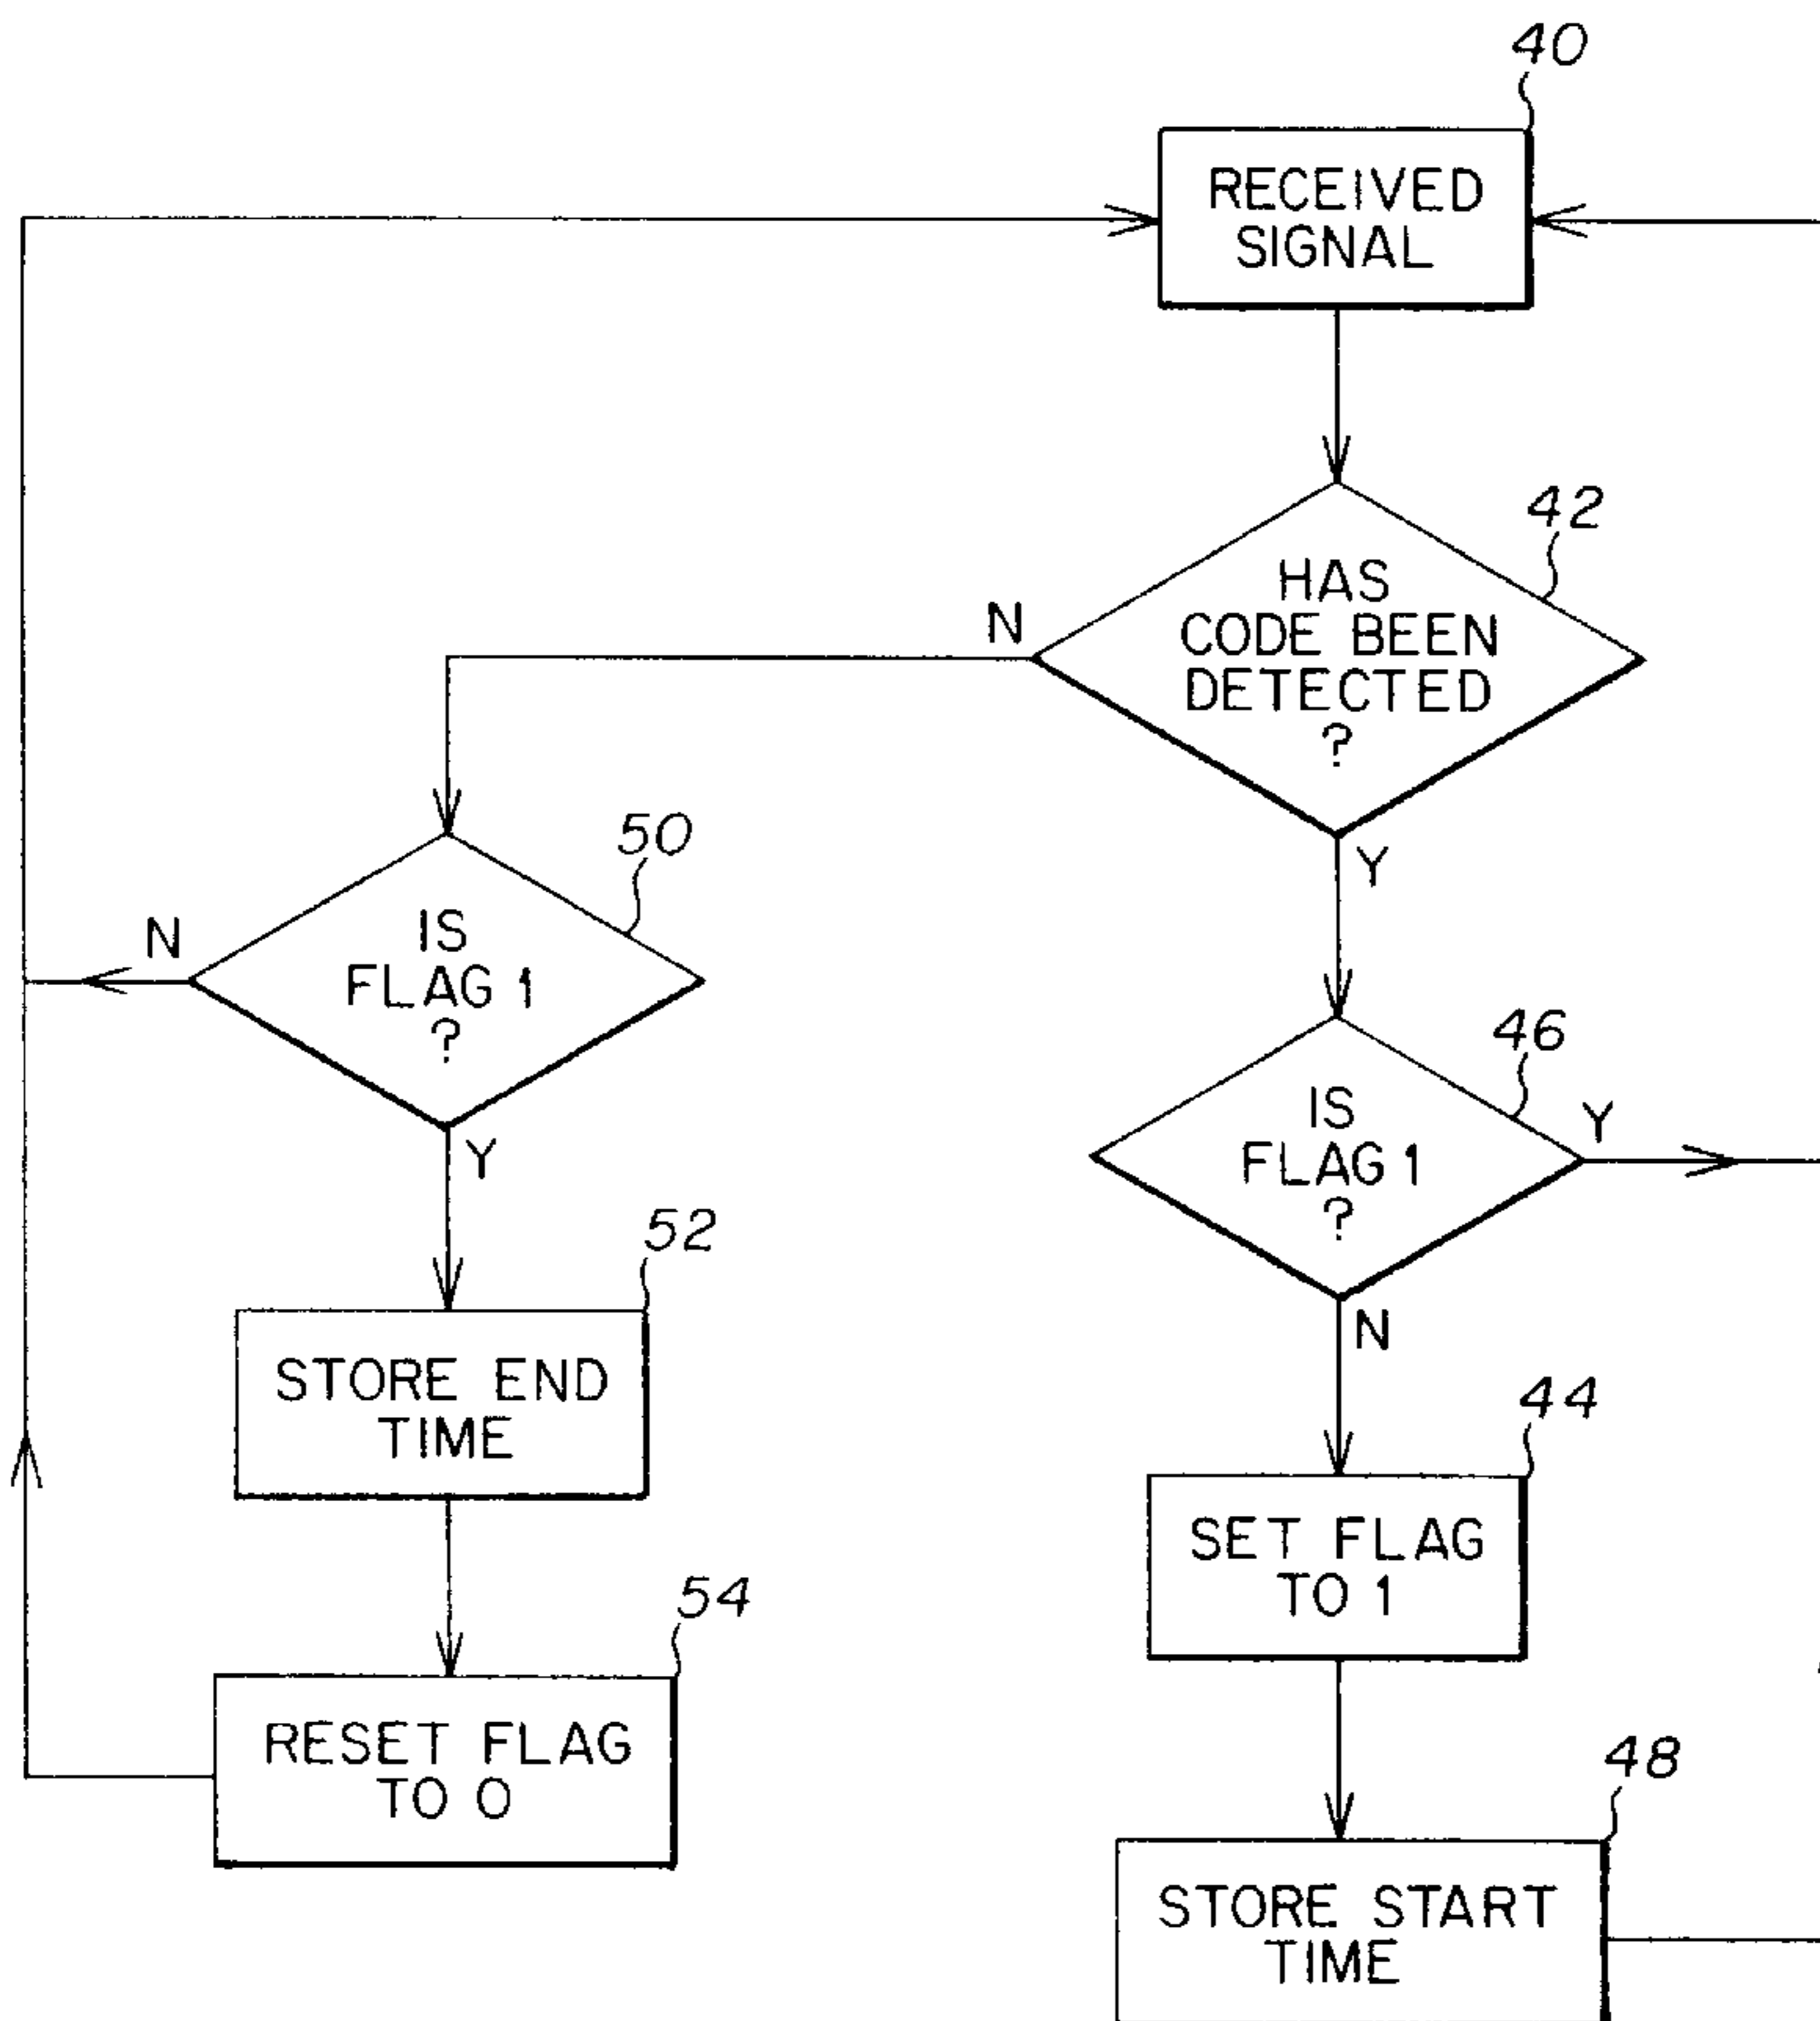 40
RECEIVED
SIGNAL
42
HAS
CODE BEEN
DETECTED
?
N
Y
50
IS
FLAG 1
?
N
Y
46
IS
FLAG 1
?
Y
N
52
STORE END
TIME
44
SET FLAG
TO 1
54
RESET FLAG
TO 0
48
STORE START
TIME